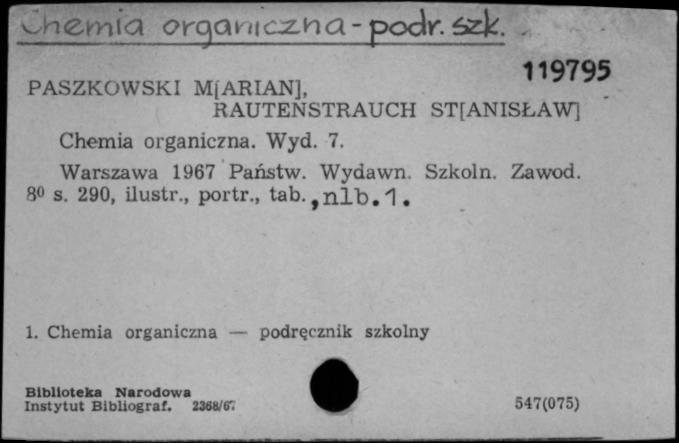 Chemia organiczna - podr. szk.
119795
PASZKOWSKI M[ARIAN],
RAUTENSTRAUCH ST[ANISŁAW]
Chemia organiczna. Wyd. 7.
Warszawa 1967 Państw. Wydawn. Szkoln. Zawod.
8⁰ s. 290, ilustr., portr., tab., nlb.1.
1. Chemia organiczna — podręcznik szkolny
Biblioteka Narodowa
Instytut Bibliograf. 2368/67
547(075)